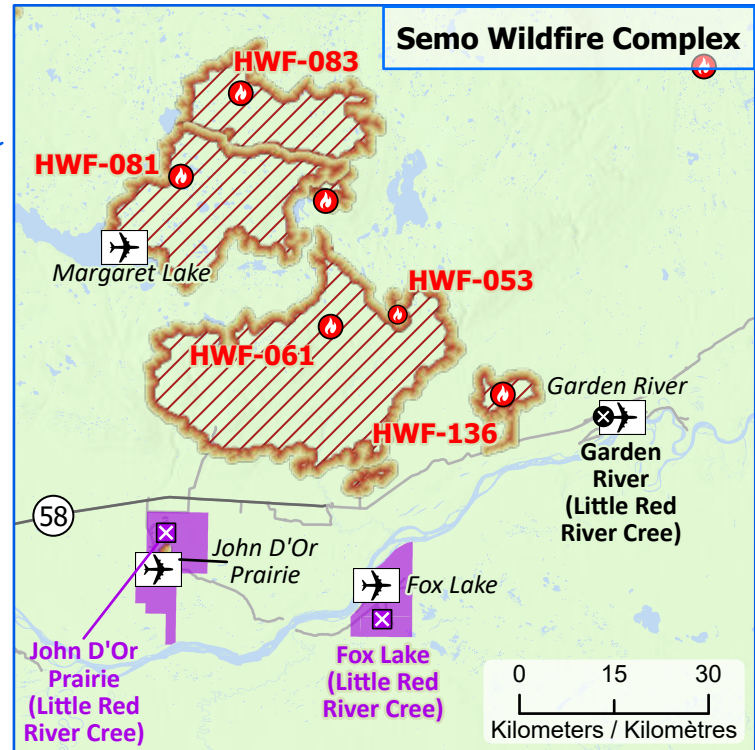 Semo Wildfire Complex
HWF-083
HWF-081
Margaret Lake
HWF-053
HWF-061
Garden River
HWF-136
Garden
River
(Little Red
River Cree)
58
John D'Or
Prairie
Fox Lake
John D'Or
Prairie
(Little Red
River Cree)
Fox Lake
(Little Red
River Cree)
0 15 30
Kilometers / Kilomètres